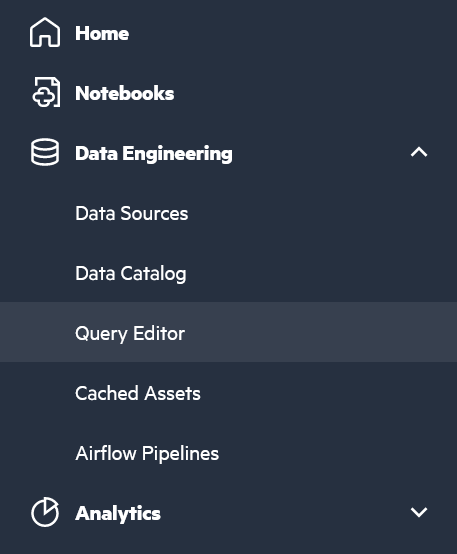 Home
Notebooks
Data Engineering
Data Sources
Data Catalog
Query Editor
Cached Assets
Airflow Pipelines
Analytics